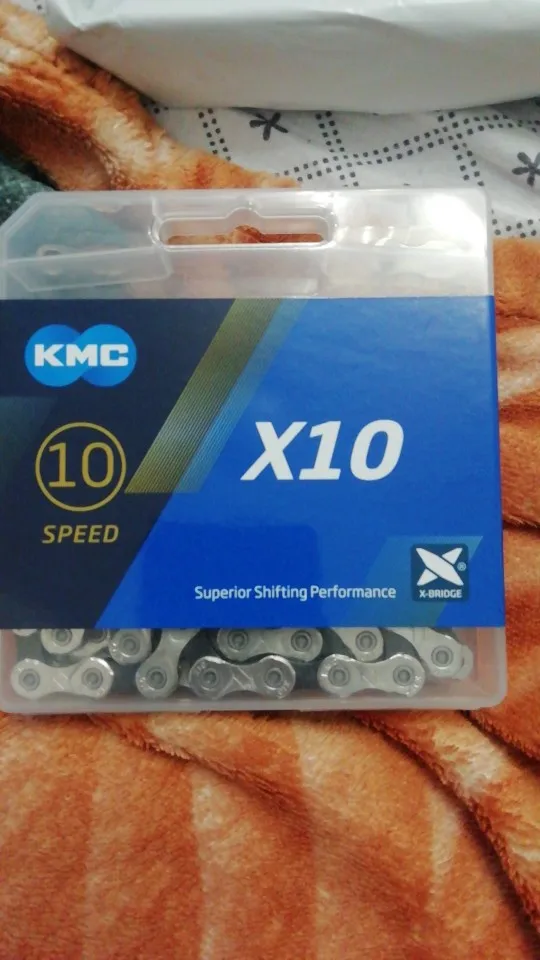 KMC
10
SPEED
X10
Superior Shifting Performance
X-BRIDGE®